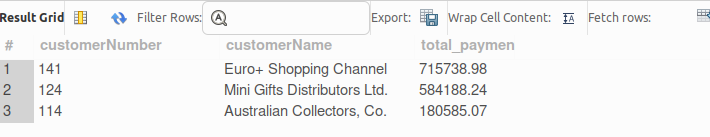 Result Grid Filter Rows: Export: Wrap Cell Content: Fetch rows:
# customerNumber customerName total_paymen
1 141 Euro+ Shopping Channel 715738.98
2 124 Mini Gifts Distributors Ltd. 584188.24
3 114 Australian Collectors, Co. 180585.07